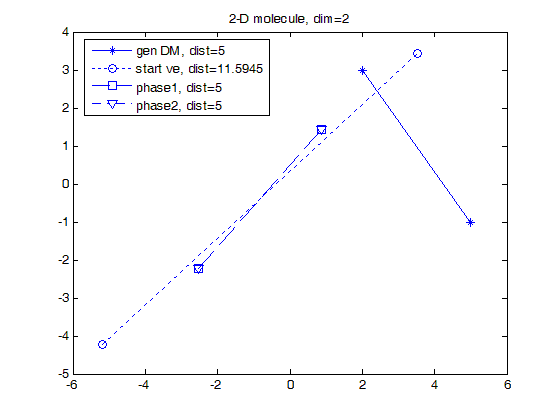 2-D molecule, dim=2
gen DM, dist=5
start ve, dist=11.5945
phase1, dist=5
phase2, dist=5
4
3
2
1
0
-1
-2
-3
-4
-5
-6 -4 -2 0 2 4 6